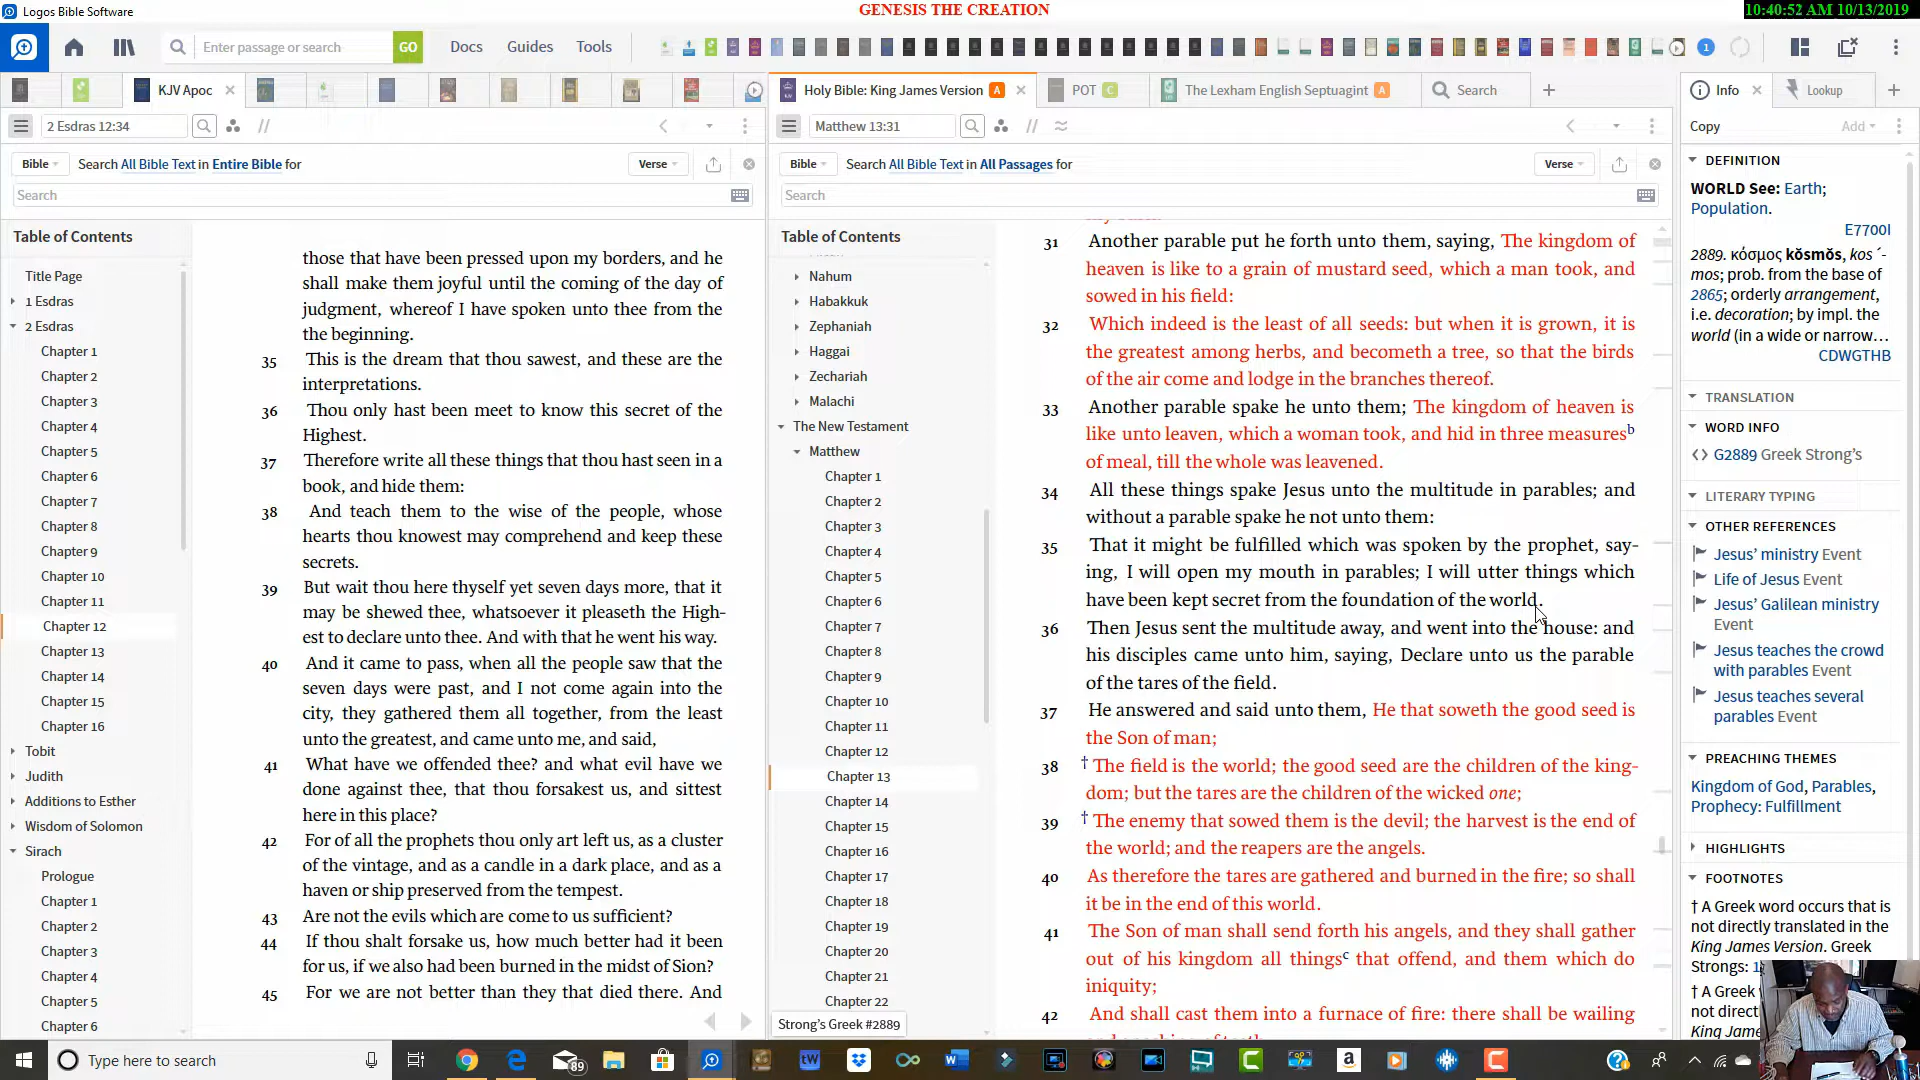 Logos Bible Software
GENESIS THE CREATION
10:40:52 AM 10/13/2019
Enter passage or search
GO
Docs
Guides
Tools
1
KJV Apoc
Holy Bible: King James Version A
POT C
The Lexham English Septuagint A
Search
Info
Lookup
2 Esdras 12:34
Matthew 13:31
Copy
Add
Bible
Search All Bible Text in Entire Bible for
Verse
Search
Bible
Search All Bible Text in All Passages for
Verse
Search
Table of Contents
Title Page
1 Esdras
2 Esdras
Chapter 1
Chapter 2
Chapter 3
Chapter 4
Chapter 5
Chapter 6
Chapter 7
Chapter 8
Chapter 9
Chapter 10
Chapter 11
Chapter 12
Chapter 13
Chapter 14
Chapter 15
Chapter 16
Tobit
Judith
Additions to Esther
Wisdom of Solomon
Sirach
Prologue
Chapter 1
Chapter 2
Chapter 3
Chapter 4
Chapter 5
Chapter 6
those that have been pressed upon my borders, and he
shall make them joyful until the coming of the day of
judgment, whereof I have spoken unto thee from the
the beginning.
35 This is the dream that thou sawest, and these are the
interpretations.
36 Thou only hast been meet to know this secret of the
Highest.
37 Therefore write all these things that thou hast seen in a
book, and hide them:
38 And teach them to the wise of the people, whose
hearts thou knowest may comprehend and keep these
secrets.
39 But wait thou here thyself yet seven days more, that it
may be shewed thee, whatsoever it pleaseth the High-
est to declare unto thee. And with that he went his way.
40 And it came to pass, when all the people saw that the
seven days were past, and I not come again into the
city, they gathered them all together, from the least
unto the greatest, and came unto me, and said,
41 What have we offended thee? and what evil have we
done against thee, that thou forsakest us, and sittest
here in this place?
42 For of all the prophets thou only art left us, as a cluster
of the vintage, and as a candle in a dark place, and as a
haven or ship preserved from the tempest.
43 Are not the evils which are come to us sufficient?
44 If thou shalt forsake us, how much better had it been
for us, if we also had been burned in the midst of Sion?
45 For we are not better than they that died there. And
Table of Contents
Nahum
Habakkuk
Zephaniah
Haggai
Zechariah
Malachi
The New Testament
Matthew
Chapter 1
Chapter 2
Chapter 3
Chapter 4
Chapter 5
Chapter 6
Chapter 7
Chapter 8
Chapter 9
Chapter 10
Chapter 11
Chapter 12
Chapter 13
Chapter 14
Chapter 15
Chapter 16
Chapter 17
Chapter 18
Chapter 19
Chapter 20
Chapter 21
Chapter 22
Strong's Greek #2889
31 Another parable put he forth unto them, saying, The kingdom of
heaven is like to a grain of mustard seed, which a man took, and
sowed in his field:
32 Which indeed is the least of all seeds: but when it is grown, it is
the greatest among herbs, and becometh a tree, so that the birds
of the air come and lodge in the branches thereof.
33 Another parable spake he unto them; The kingdom of heaven is
like unto leaven, which a woman took, and hid in three measures b
of meal, till the whole was leavened.
34 All these things spake Jesus unto the multitude in parables; and
without a parable spake he not unto them:
35 That it might be fulfilled which was spoken by the prophet, say-
ing, I will open my mouth in parables; I will utter things which
have been kept secret from the foundation of the world.
36 Then Jesus sent the multitude away, and went into the house: and
his disciples came unto him, saying, Declare unto us the parable
of the tares of the field.
37 He answered and said unto them, He that soweth the good seed is
the Son of man;
38 † The field is the world; the good seed are the children of the king-
dom; but the tares are the children of the wicked one;
39 † The enemy that sowed them is the devil; the harvest is the end of
the world; and the reapers are the angels.
40 As therefore the tares are gathered and burned in the fire; so shall
it be in the end of this world.
41 The Son of man shall send forth his angels, and they shall gather
out of his kingdom all things c that offend, and them which do
iniquity;
42 And shall cast them into a furnace of fire: there shall be wailing
DEFINITION
WORLD See: Earth;
Population.
E7700I
2889. κόσμος kŏsmŏs, kos´-
mos; prob. from the base of
2865; orderly arrangement,
i.e. decoration; by impl. the
world (in a wide or narrow…
CDWGTHB
TRANSLATION
WORD INFO
G2889 Greek Strong's
LITERARY TYPING
OTHER REFERENCES
Jesus' ministry Event
Life of Jesus Event
Jesus' Galilean ministry
Event
Jesus teaches the crowd
with parables Event
Jesus teaches several
parables Event
PREACHING THEMES
Kingdom of God, Parables,
Prophecy: Fulfillment
HIGHLIGHTS
FOOTNOTES
† A Greek word occurs that is
not directly translated in the
King James Version. Greek
Strongs:
† A Greek
not direct
King Jame
Strongs:
Type here to search
89